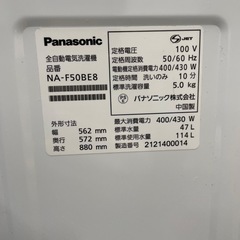 Panasonic
JET
全自動電気洗濯機
品番
NA-F50BE8
定格電圧 100 V
定格周波数 50/60 Hz
電動機定格消費電力 400/430 W
定格時間 洗いのみ 10 分
標準洗濯容量 5.0 kg
パナソニック株式会社
中国製
外形寸法
幅 562 mm
奥行 572 mm
高さ 880 mm
最大消費電力 400/430 W
標準水量 47 L
標準使用水量 114 L
製造番号 2121400014